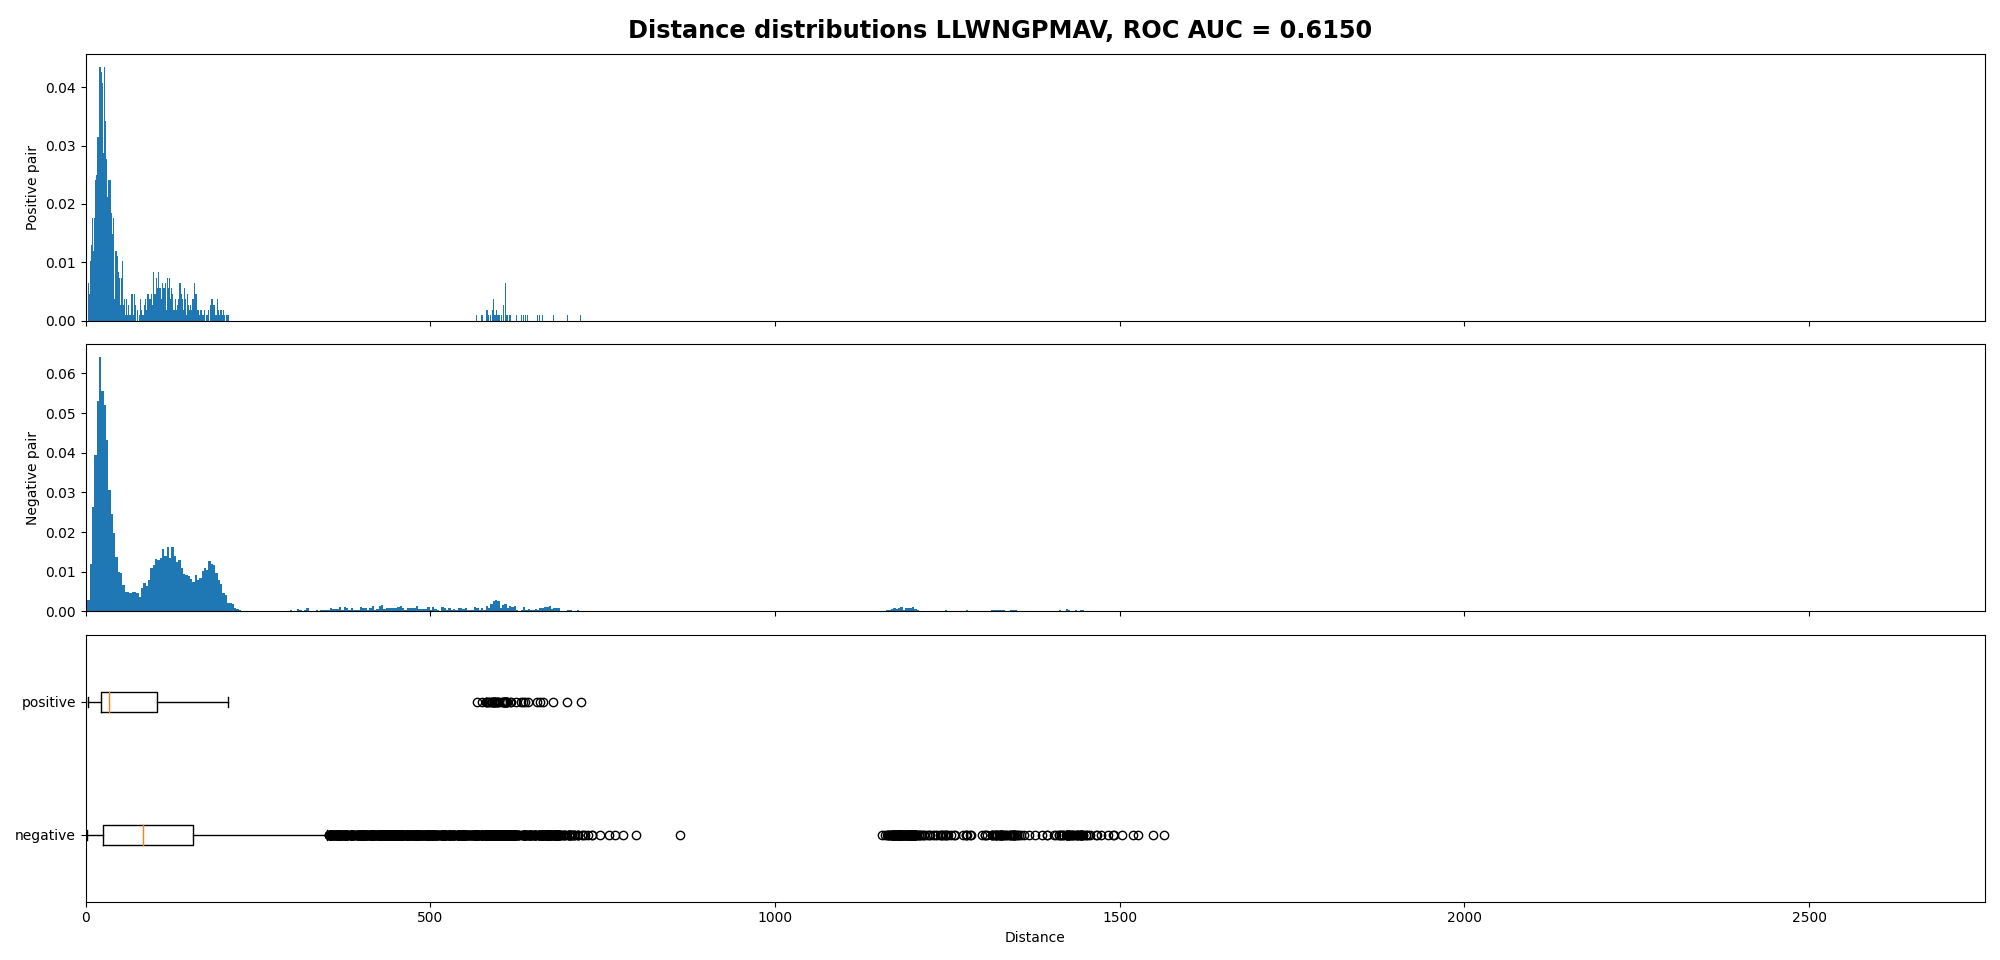 Distance distributions LLWNGPMAV, ROC AUC = 0.6150
Positive pair
0.04
0.03
0.02
0.01
0.00
Negative pair
0.06
0.05
0.04
0.03
0.02
0.01
0.00
positive
negative
0 500 1000 1500 2000 2500
Distance